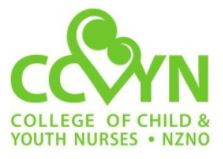 CCYN
COLLEGE OF CHILD &
YOUTH NURSES • NZNO